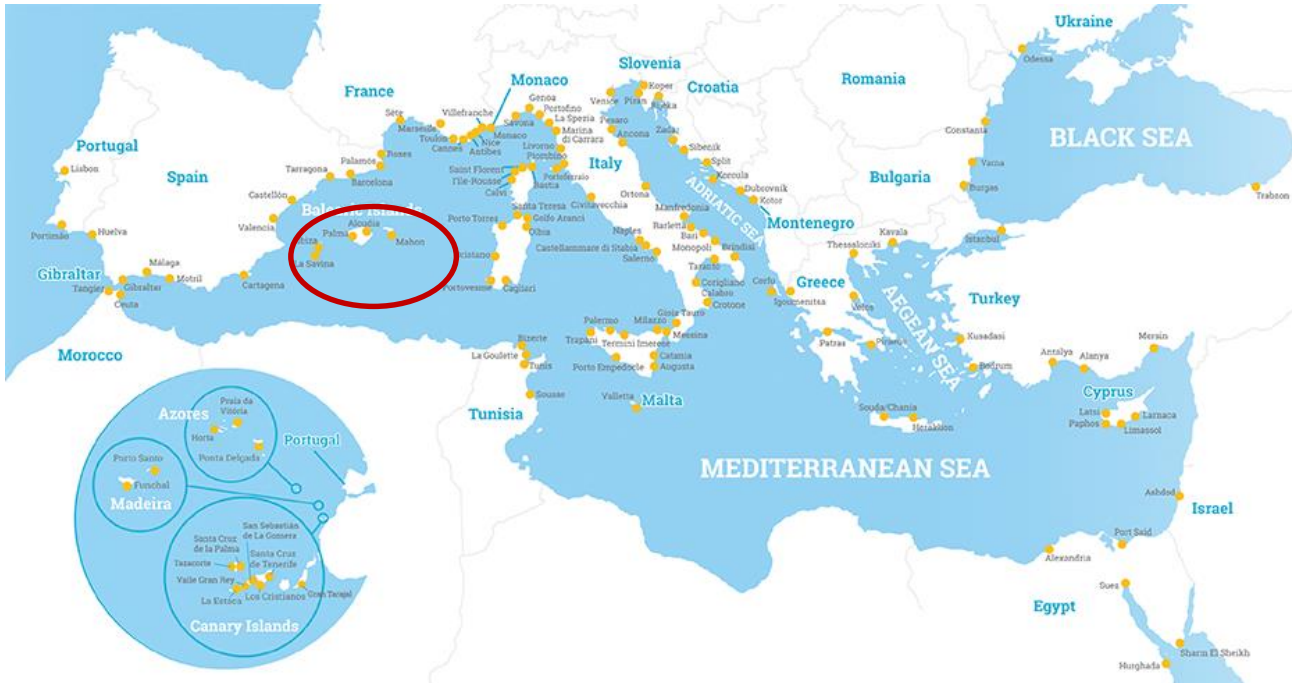 Ukraine
Odessa
Slovenia
Koper
Piran
Venice
Croatia
Romania
Monaco
France
Villefranche
Genoa
Portofino
La Spezia
Marina
di Carrara
Savona
Monaco
Nice
Antibes
Cannes
Toulon
Marseille
Sète
Livorno
Piombino
Portoferraio
Pesaro
Ancona
Zadar
Sibenik
Split
Korcula
Dubrovnik
Kotor
Constanta
BLACK SEA
Varna
Burgas
Bulgaria
Trabson
Portugal
Lisbon
Spain
Palamós
Roses
Tarragona
Barcelona
Castellón
Valencia
Balearic Islands
Alcudia
Palma
Mahon
Ibiza
La Savina
Saint Florent
l'Ile-Rousse
Calvi
Bastia
Italy
Ortona
ADRIATIC SEA
Montenegro
Civitavecchia
Santa Teresa
Porto Torres
Golfo Aranci
Olbia
Oristano
Portovesme
Cagliari
Manfredonia
Barletta
Bari
Monopoli
Brindisi
Naples
Castellammare di Stabia
Salerno
Taranto
Corigliano
Calabro
Crotone
Kavala
Thessaloniki
Istanbul
Portimão
Huelva
Málaga
Motril
Cartagena
Gibraltar
Gibraltar
Tangier
Ceuta
Morocco
Corfu
Igoumenitsa
Greece
Volos
AEGEAN SEA
Turkey
Patras
Piraeus
Kusadasi
Bodrum
Antalya
Alanya
Mersin
Gioia Tauro
Palermo
Milazzo
Trapani
Termini Imerese
Messina
Porto Empedocle
Catania
Augusta
Bizerte
La Goulette
Tunis
Sousse
Tunisia
Valletta
Malta
Souda/Chania
Heraklion
Cyprus
Latsi
Paphos
Larnaca
Limassol
MEDITERRANEAN SEA
Ashdod
Israel
Port Said
Alexandria
Suez
Egypt
Sharm El Sheikh
Hurghada
Azores
Praia da
Vitória
Horta
Ponta Delgada
Portugal
Porto Santo
Funchal
Madeira
San Sebastián
de La Gomera
Santa Cruz
de la Palma
Santa Cruz
de Tenerife
Tazacorte
Valle Gran Rey
La Estaca
Los Cristianos
Gran Tarajal
Canary Islands